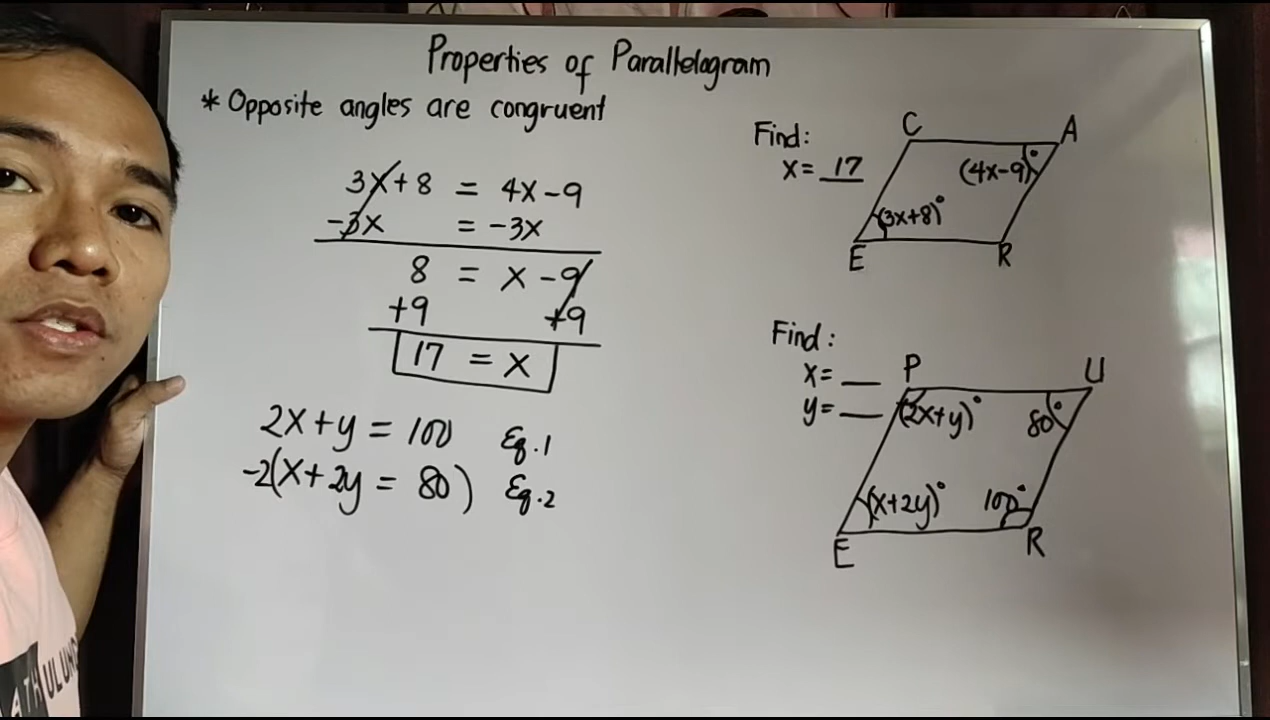 Properties of Parallelogram
* Opposite angles are congruent
3x+8 = 4x-9
-3x = -3x
8 = x-9
+9 +9
17 = x
2x+y = 100 Eq.1
-2(x+2y = 80) Eq.2
Find:
x= 17
C
A
(4x-9)°
(3x+8)°
E
R
Find:
x= __
y= __
P
U
(2x+y)°
80°
(x+2y)°
100°
E
R
ULUNG